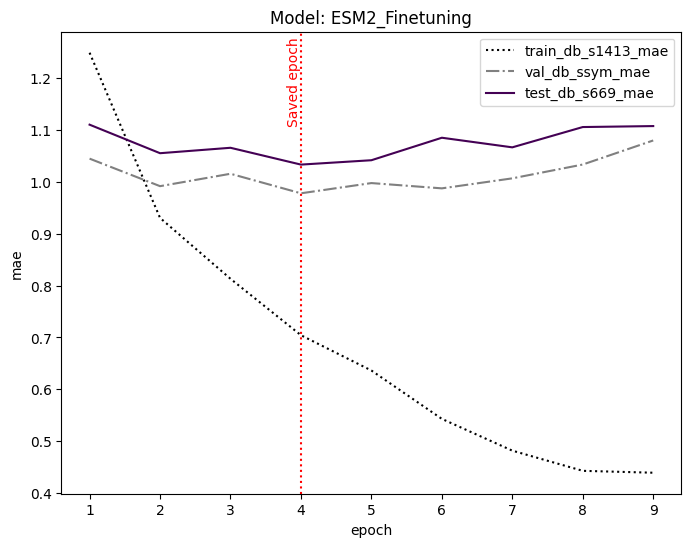 Model: ESM2_Finetuning
train_db_s1413_mae
val_db_ssym_mae
test_db_s669_mae
Saved epoch
mae
1.2
1.1
1.0
0.9
0.8
0.7
0.6
0.5
0.4
1 2 3 4 5 6 7 8 9
epoch